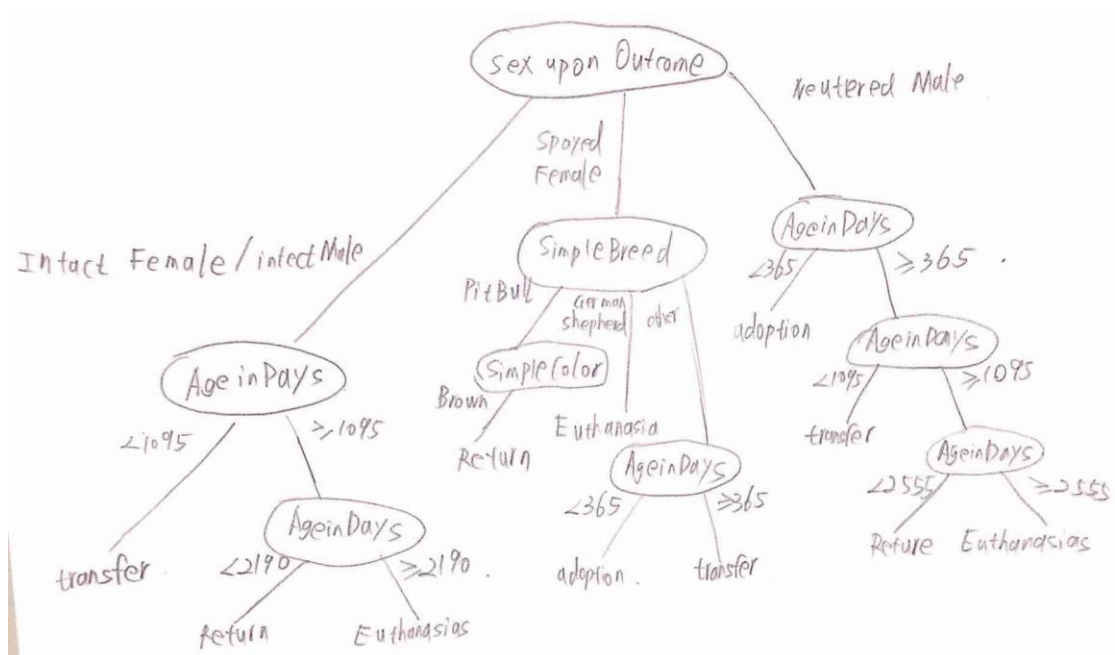 Sex upon Outcome
Neutered Male
Spayed
Female
Intact Female / intect Male
AgeinDays
<365
≥365
SimpleBreed
PitBull
German
shepherd
other
adoption
AgeinDays
<1095
≥1095
AgeinDays
SimpleColor
Brown
<1095
≥1095
Return
Euthanasia
transfer
AgeinDays
AgeinDays
<2555
≥2555
<365
≥365
Refure
Euthanasias
AgeinDays
transfer
<2190
≥2190
adoption
transfer
Return
Euthanasias